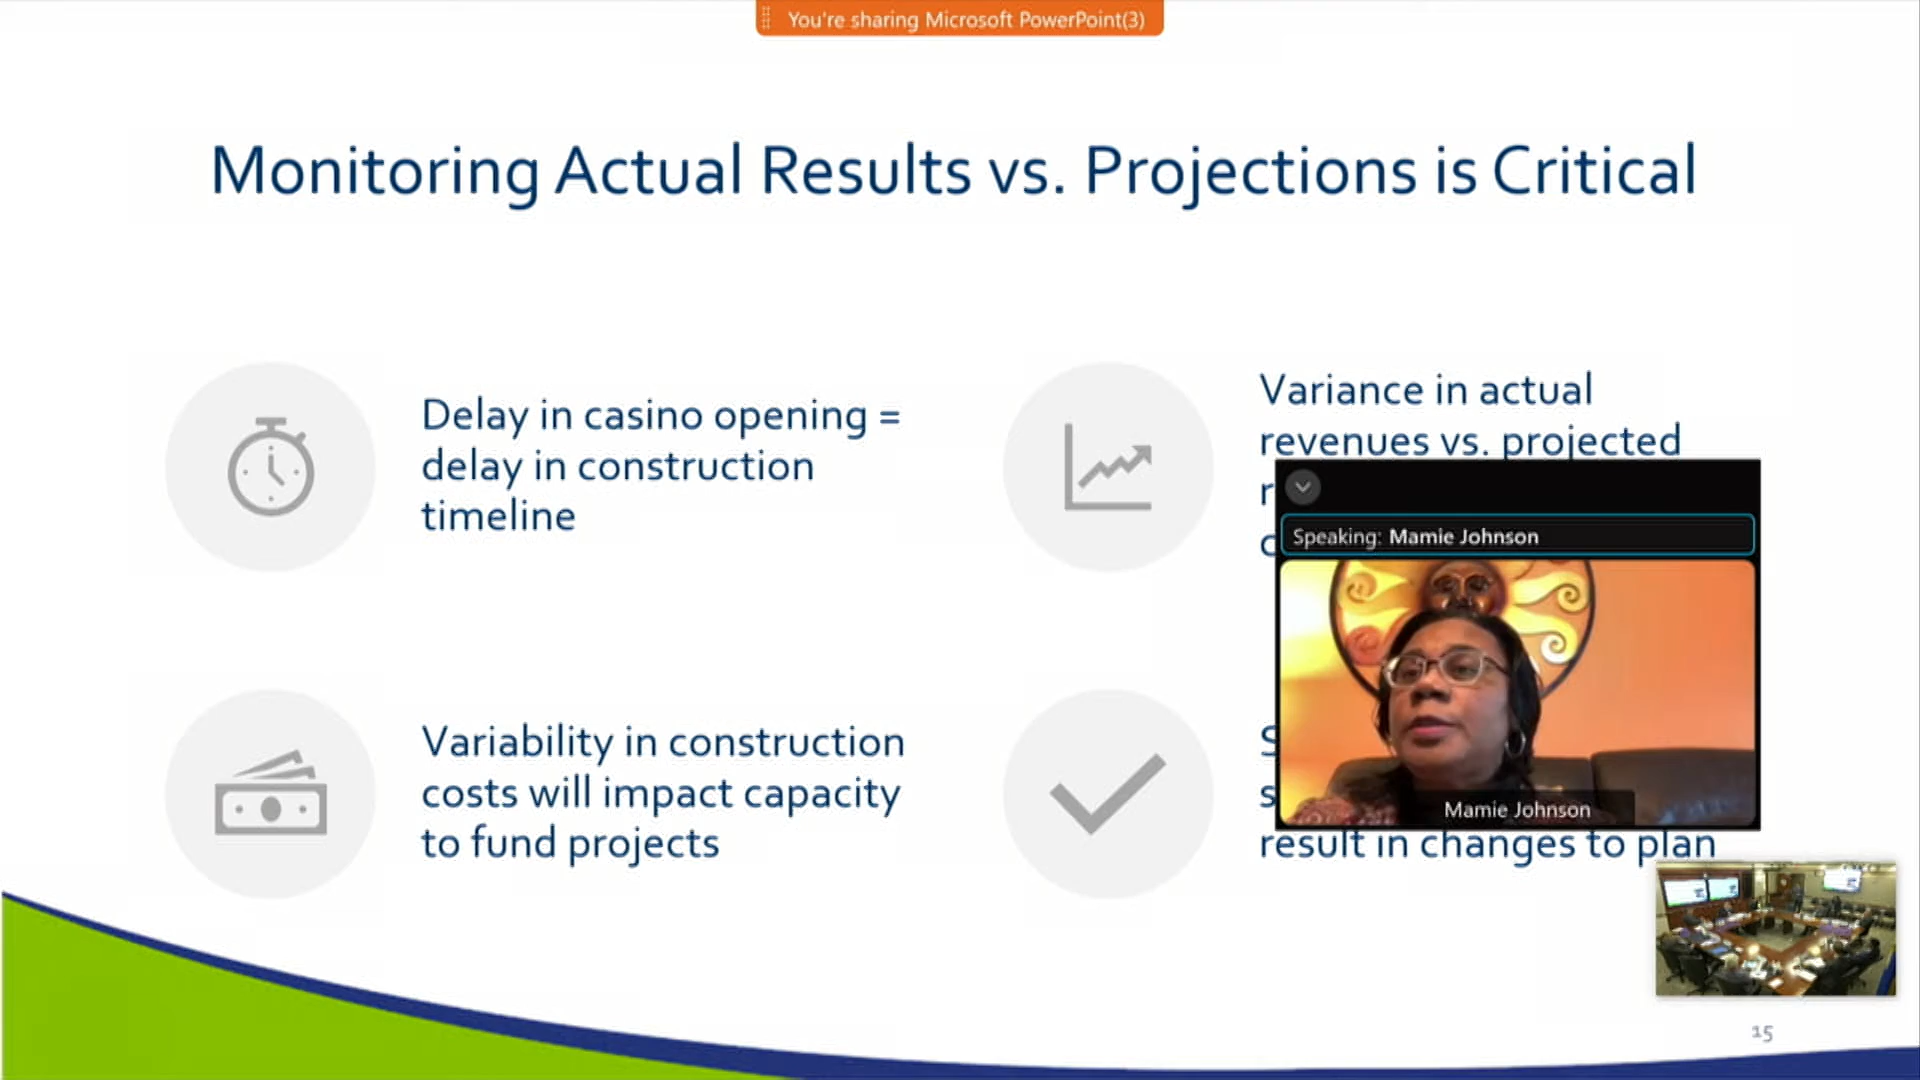 You're sharing Microsoft PowerPoint(3)
Monitoring Actual Results vs. Projections is Critical
Delay in casino opening =
delay in construction
timeline
Variance in actual
revenues vs. projected
Speaking: Mamie Johnson
Mamie Johnson
Variability in construction
costs will impact capacity
to fund projects
result in changes to plan
15